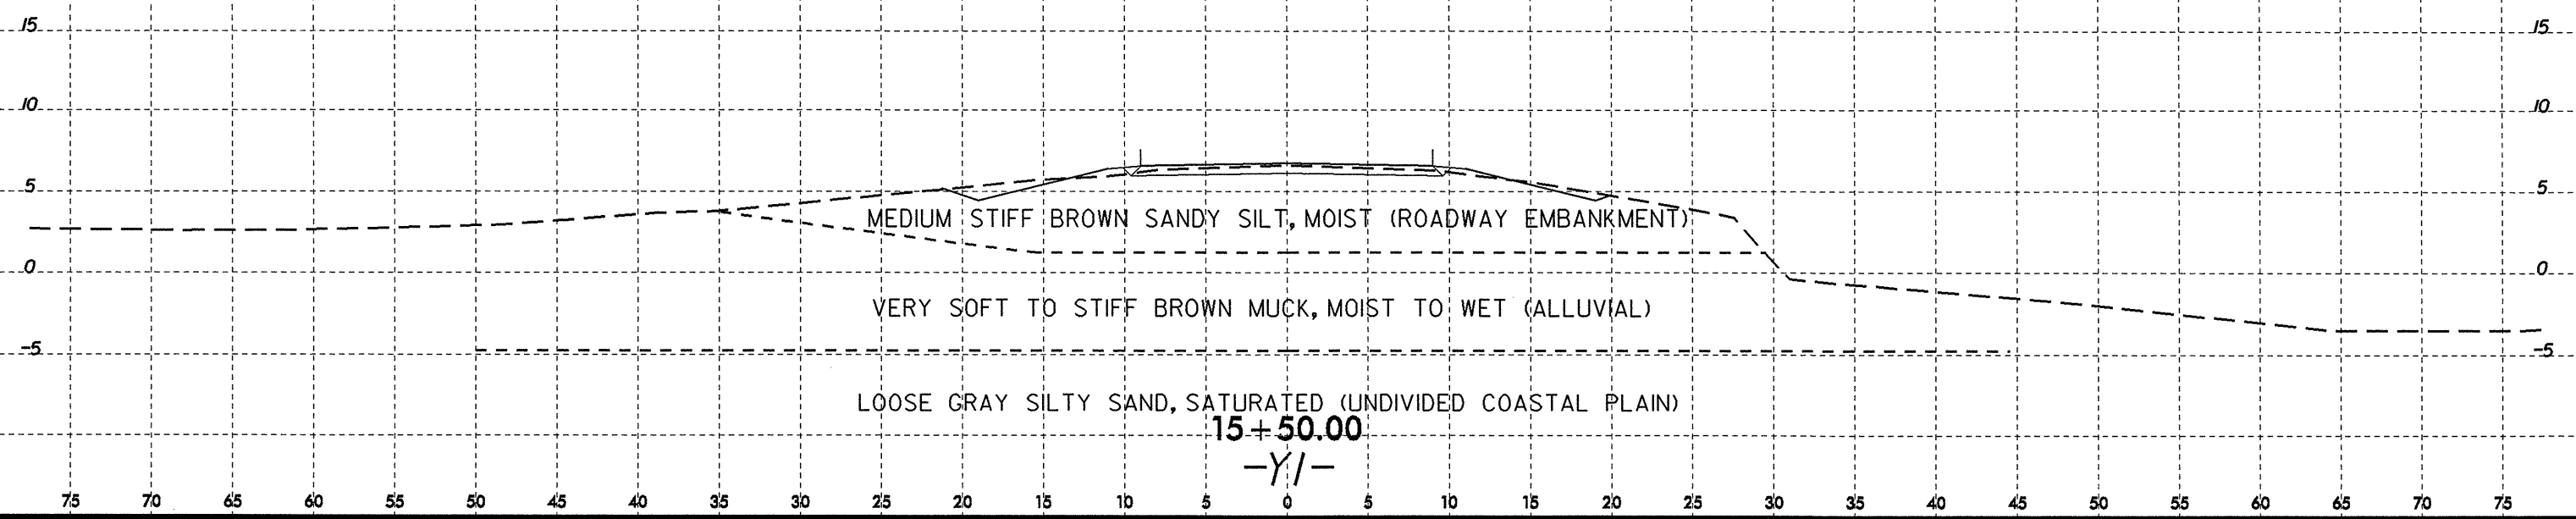 15 15
10 10
5 5
MEDIUM STIFF BROWN SANDY SILT, MOIST (ROADWAY EMBANKMENT)
0 0
VERY SOFT TO STIFF BROWN MUCK, MOIST TO WET (ALLUVIAL)
-5 -5
LOOSE GRAY SILTY SAND, SATURATED (UNDIVIDED COASTAL PLAIN)
15+50.00
-Y1-
75 70 65 60 55 50 45 40 35 30 25 20 15 10 5 0 5 10 15 20 25 30 35 40 45 50 55 60 65 70 75